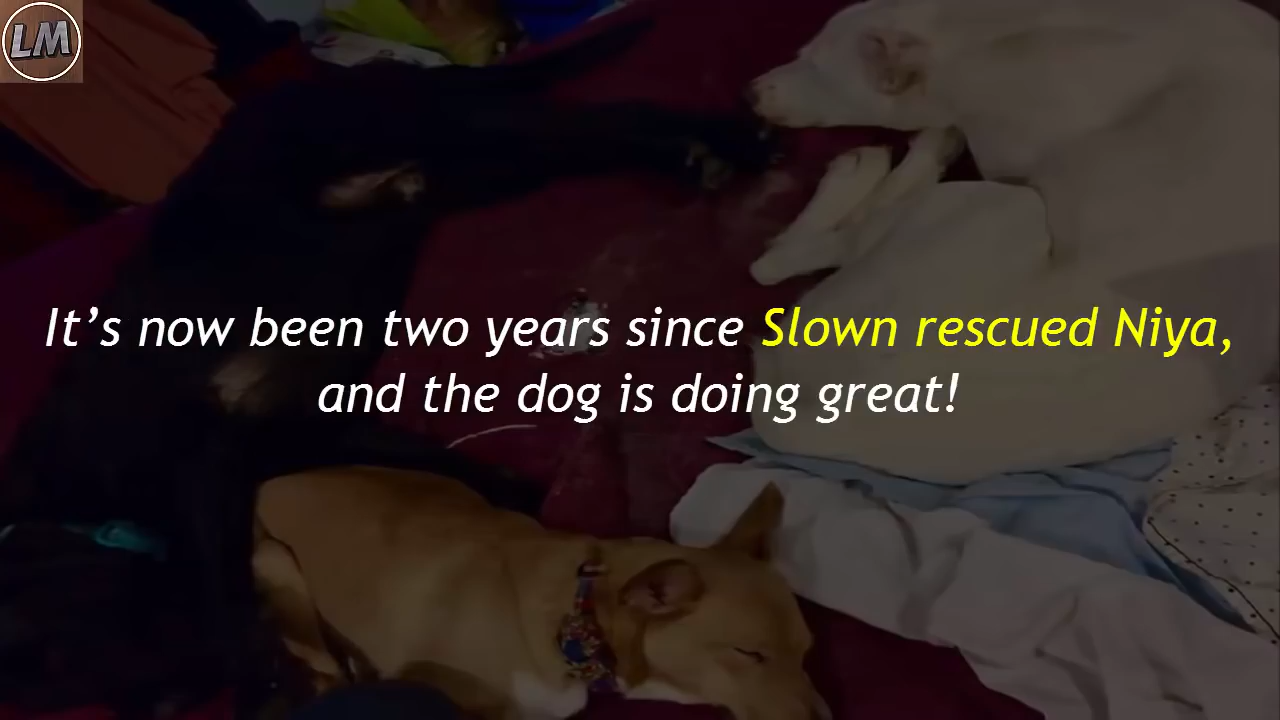 LM
It’s now been two years since Slown rescued Niya,
and the dog is doing great!